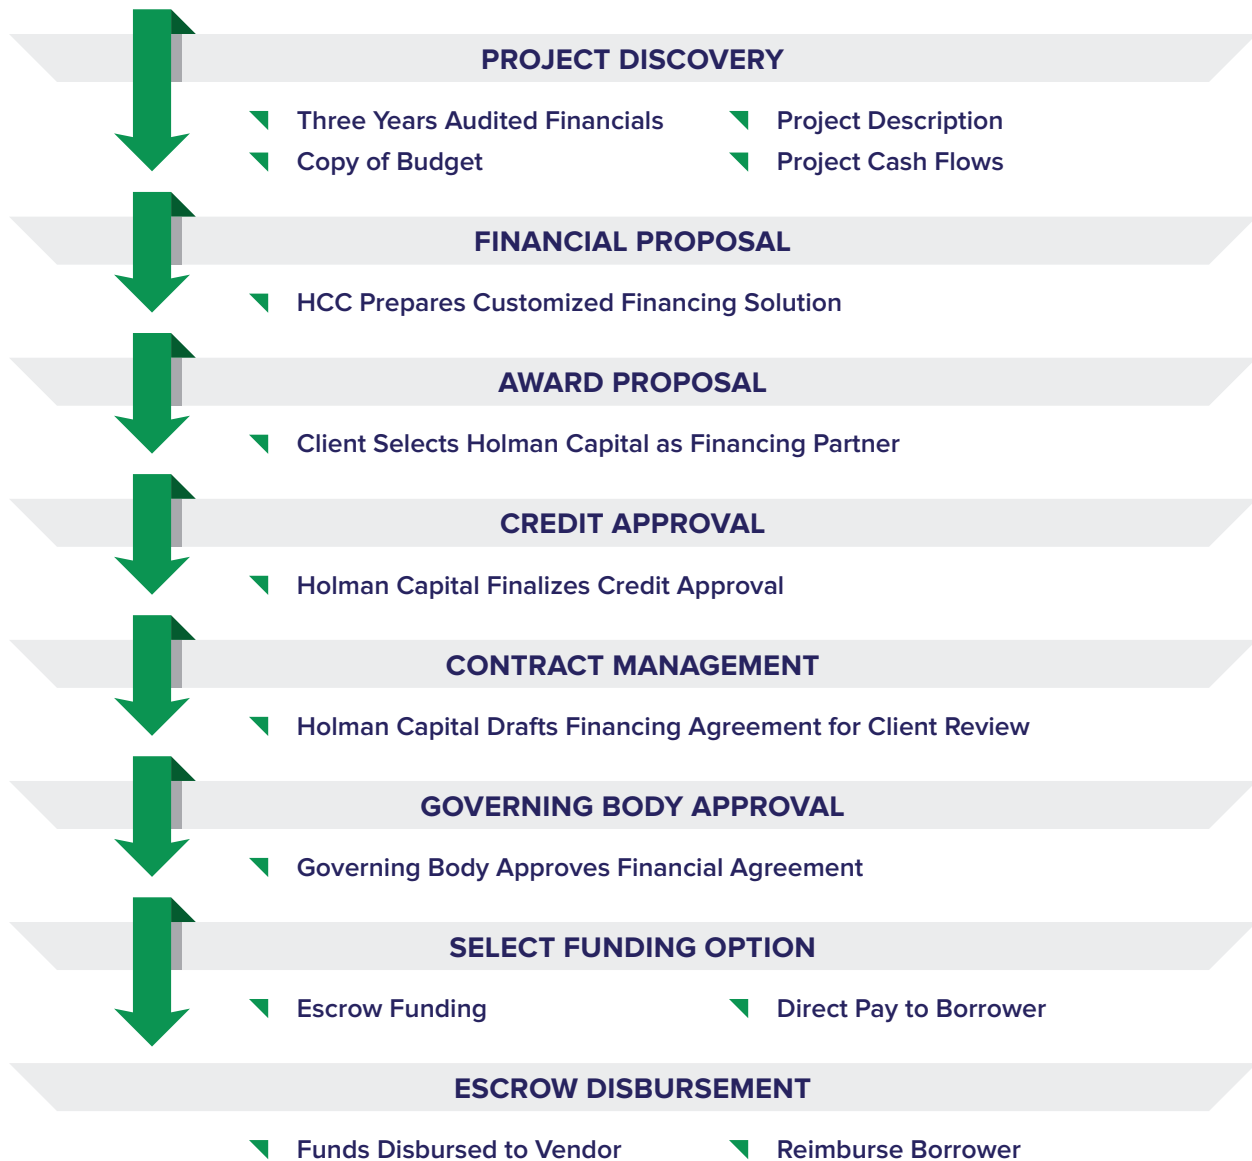 PROJECT DISCOVERY
Three Years Audited Financials
Project Description
Copy of Budget
Project Cash Flows
FINANCIAL PROPOSAL
HCC Prepares Customized Financing Solution
AWARD PROPOSAL
Client Selects Holman Capital as Financing Partner
CREDIT APPROVAL
Holman Capital Finalizes Credit Approval
CONTRACT MANAGEMENT
Holman Capital Drafts Financing Agreement for Client Review
GOVERNING BODY APPROVAL
Governing Body Approves Financial Agreement
SELECT FUNDING OPTION
Escrow Funding
Direct Pay to Borrower
ESCROW DISBURSEMENT
Funds Disbursed to Vendor
Reimburse Borrower